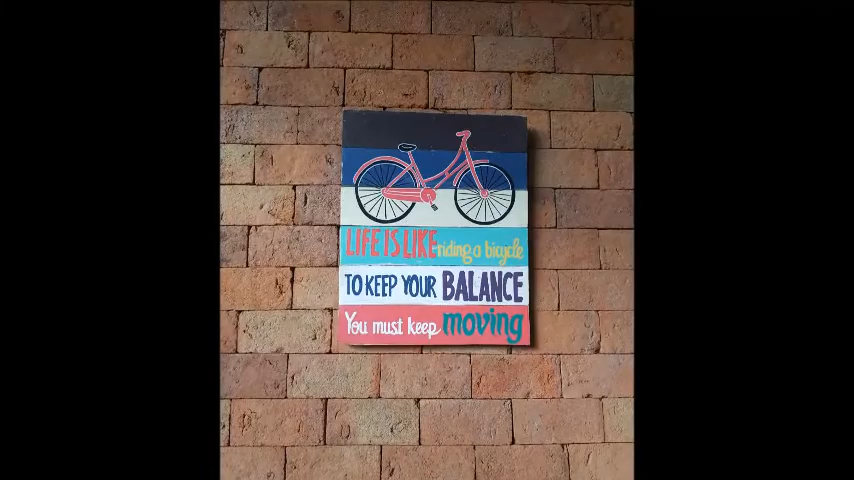 LIFE IS LIKE riding a bicycle
TO KEEP YOUR BALANCE
You must keep moving